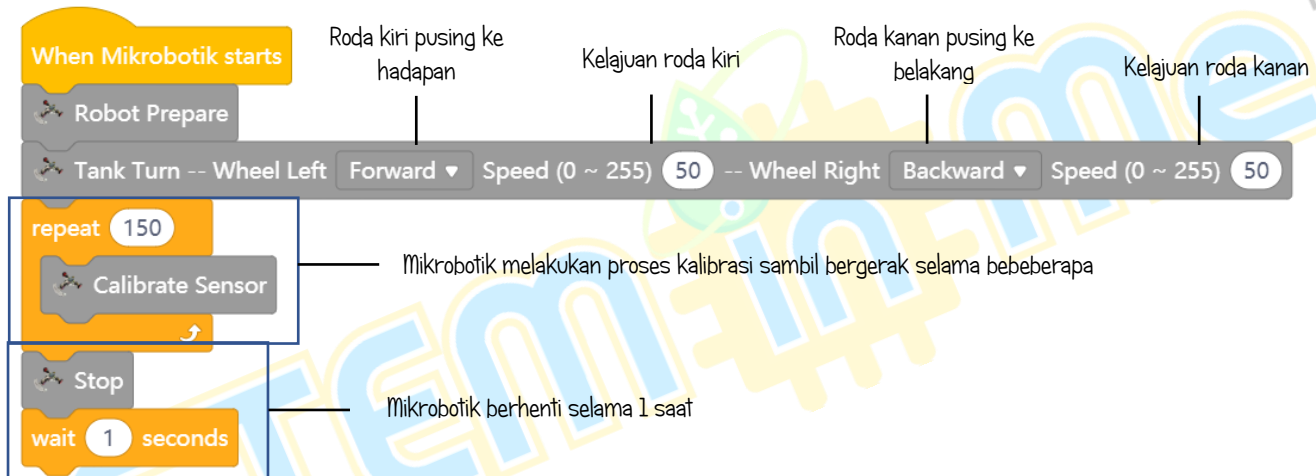 Roda kiri pusing ke
hadapan
Kelajuan roda kiri
Roda kanan pusing ke
belakang
Kelajuan roda kanan
When Mikrobotik starts
Robot Prepare
Tank Turn -- Wheel Left Forward ▾ Speed (0 ~ 255) 50 -- Wheel Right Backward ▾ Speed (0 ~ 255) 50
repeat 150
Calibrate Sensor
Mikrobotik melakukan proses kalibrasi sambil bergerak selama bebeberapa
Stop
wait 1 seconds
Mikrobotik berhenti selama 1 saat
STEM in me